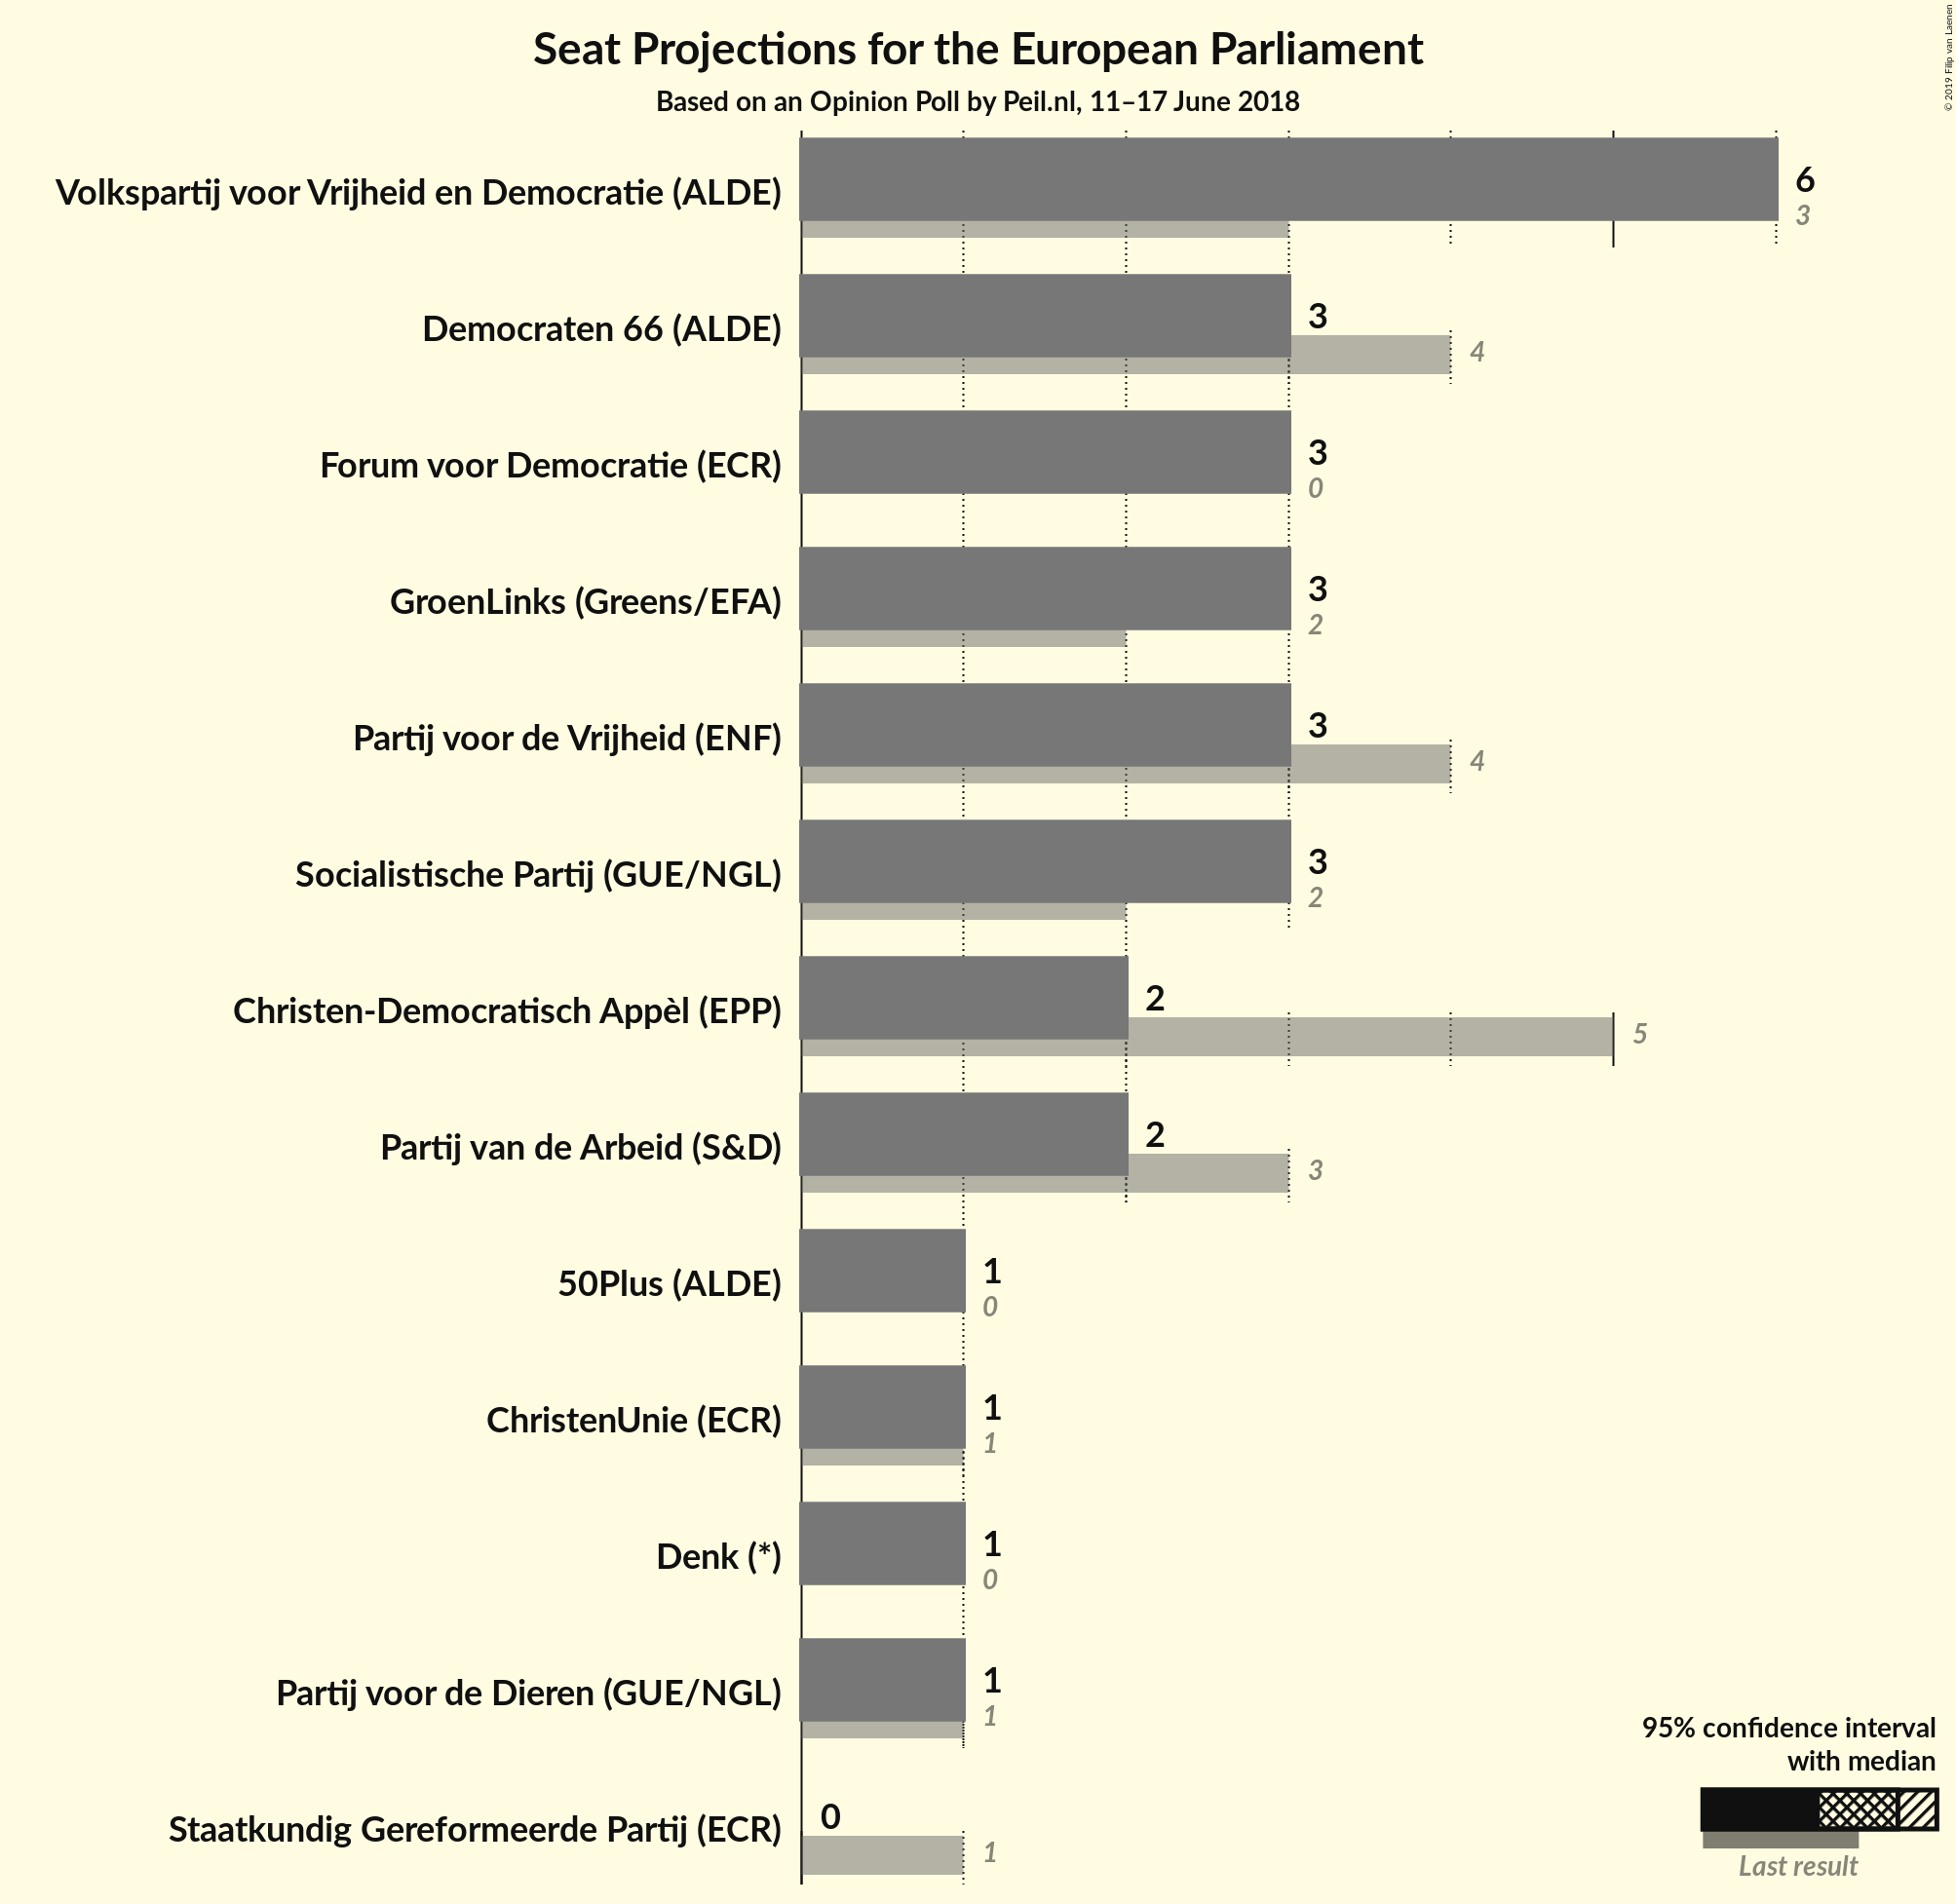 Seat Projections for the European Parliament
Based on an Opinion Poll by Peil.nl, 11–17 June 2018
© 2019 Filip van Laenen
Volkspartij voor Vrijheid en Democratie (ALDE)
6
3
Democraten 66 (ALDE)
3
4
Forum voor Democratie (ECR)
3
0
GroenLinks (Greens/EFA)
3
2
Partij voor de Vrijheid (ENF)
3
4
Socialistische Partij (GUE/NGL)
3
2
Christen-Democratisch Appèl (EPP)
2
5
Partij van de Arbeid (S&D)
2
3
50Plus (ALDE)
1
0
ChristenUnie (ECR)
1
1
Denk (*)
1
0
Partij voor de Dieren (GUE/NGL)
1
1
Staatkundig Gereformeerde Partij (ECR)
0
1
95% confidence interval
with median
Last result